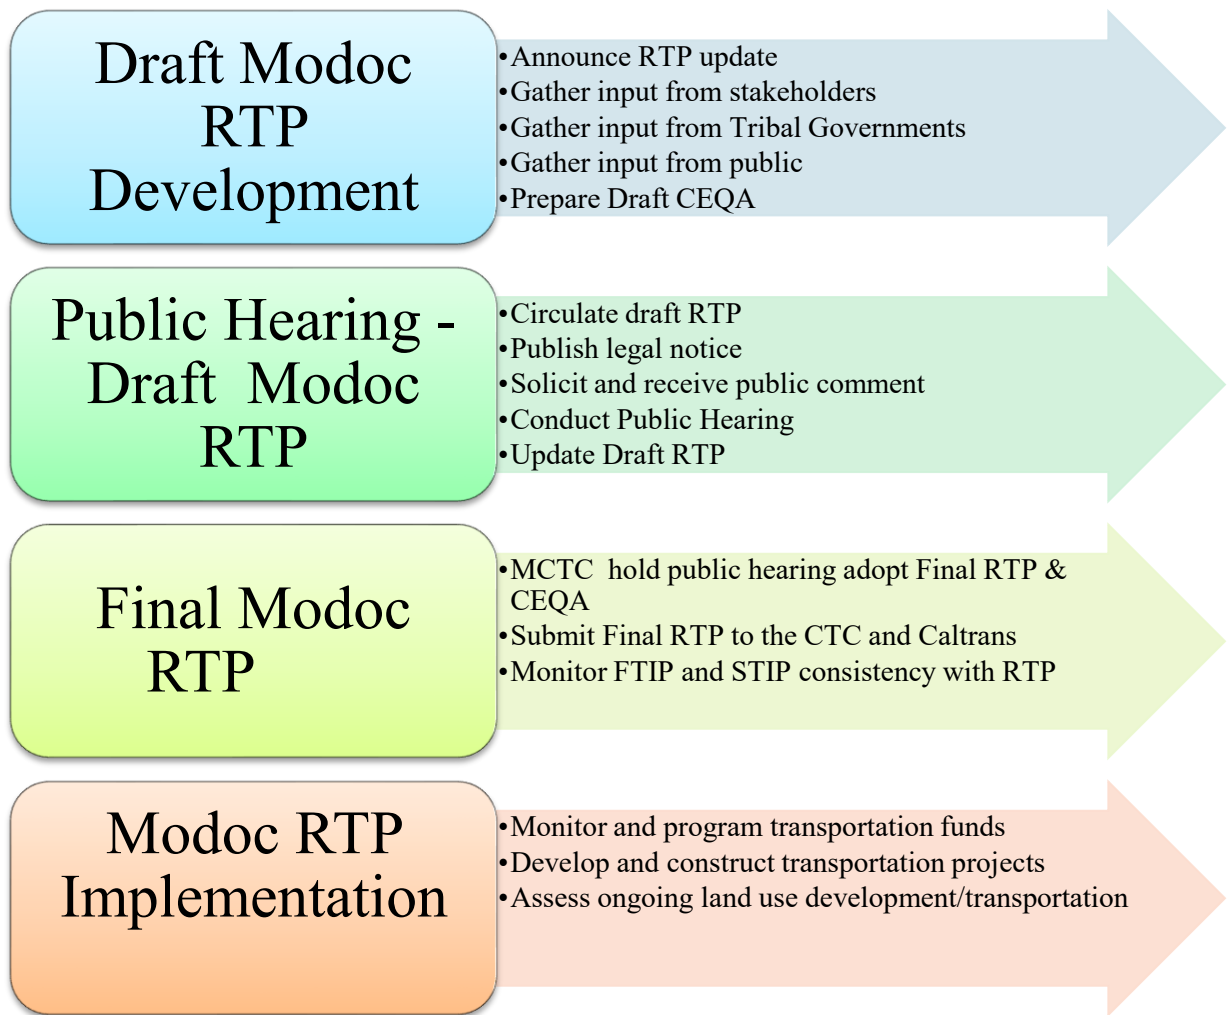 Draft Modoc
RTP
Development
•Announce RTP update
•Gather input from stakeholders
•Gather input from Tribal Governments
•Gather input from public
•Prepare Draft CEQA
Public Hearing -
Draft  Modoc
RTP
•Circulate draft RTP
•Publish legal notice
•Solicit and receive public comment
•Conduct Public Hearing
•Update Draft RTP
Final Modoc
RTP
•MCTC  hold public hearing adopt Final RTP &
CEQA
•Submit Final RTP to the CTC and Caltrans
•Monitor FTIP and STIP consistency with RTP
Modoc RTP
Implementation
•Monitor and program transportation funds
•Develop and construct transportation projects
•Assess ongoing land use development/transportation